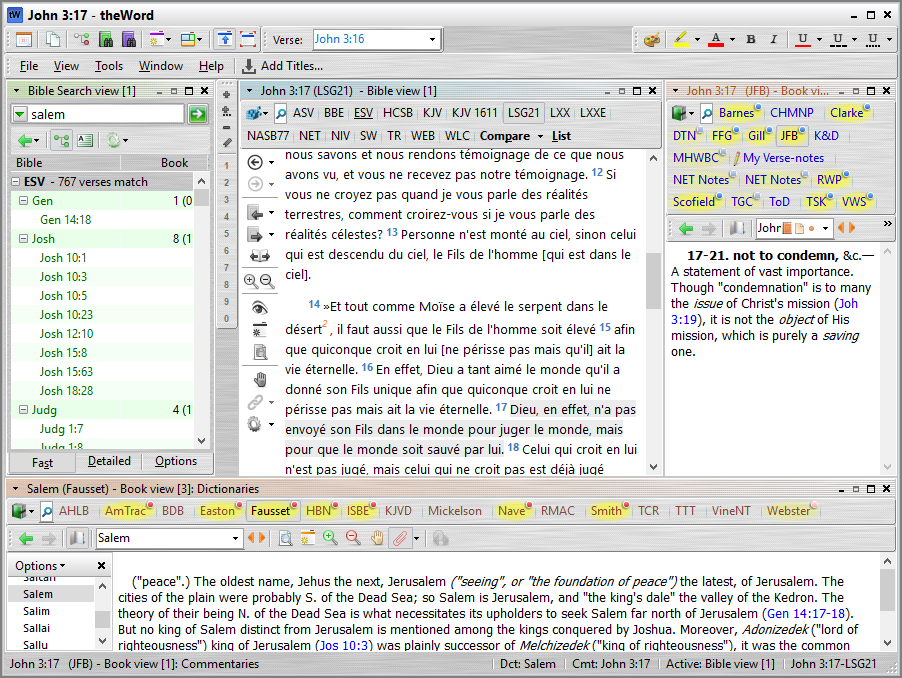 John 3:17 - theWord
Verse: John 3:16
File View Tools Window Help Add Titles...
Bible Search view [1]
salem
Bible Book
ESV - 767 verses match
Gen 1 (0
Gen 14:18
Josh 8 (1
Josh 10:1
Josh 10:3
Josh 10:5
Josh 10:23
Josh 12:10
Josh 15:8
Josh 15:63
Josh 18:28
Judg 4 (1
Judg 1:7
Judg 1:8
Fast Detailed Options
1
2
3
4
5
6
7
8
9
0
John 3:17 (LSG21) - Bible view [1]
ASV BBE ESV HCSB KJV KJV 1611 LSG21 LXX LXXE
NASB77 NET NIV SW TR WEB WLC Compare List
nous savons et nous rendons témoignage de ce que nous
avons vu, et vous ne recevez pas notre témoignage. 12 Si
vous ne croyez pas quand je vous parle des réalités
terrestres, comment croirez-vous si je vous parle des
réalités célestes? 13 Personne n'est monté au ciel, sinon celui
qui est descendu du ciel, le Fils de l'homme [qui est dans le
ciel].
14 »Et tout comme Moïse a élevé le serpent dans le
désert2, il faut aussi que le Fils de l'homme soit élevé 15 afin
que quiconque croit en lui [ne périsse pas mais qu'il] ait la
vie éternelle. 16 En effet, Dieu a tant aimé le monde qu'il a
donné son Fils unique afin que quiconque croit en lui ne
périsse pas mais ait la vie éternelle. 17 Dieu, en effet, n'a pas
envoyé son Fils dans le monde pour juger le monde, mais
pour que le monde soit sauvé par lui. 18 Celui qui croit en lui
n'est pas jugé, mais celui qui ne croit pas est déjà jugé
John 3:17 (JFB) - Book vi...
Barnes CHMNP Clarke
DTN FFG Gill JFB K&D
MHWBC My Verse-notes
NET Notes NET Notes RWP
Scofield TGC ToD TSK VWS
Johr
17-21. not to condemn, &c.—
A statement of vast importance.
Though "condemnation" is to many
the issue of Christ's mission (Joh
3:19), it is not the object of His
mission, which is purely a saving
one.
Salem (Fausset) - Book view [3]: Dictionaries
AHLB AmTrac BDB Easton Fausset HBN ISBE KJVD Mickelson Nave RMAC Smith TCR TTT VineNT Webster
Salem
Options
Salem
Salim
Sallai
Sallu
("peace".) The oldest name, Jehus the next, Jerusalem ("seeing", or "the foundation of peace") the latest, of Jerusalem. The
cities of the plain were probably S. of the Dead Sea; so Salem is Jerusalem, and "the king's dale" the valley of the Kedron. The
theory of their being N. of the Dead Sea is what necessitates its upholders to seek Salem far north of Jerusalem (Gen 14:17-18).
But no king of Salem distinct from Jerusalem is mentioned among the kings conquered by Joshua. Moreover, Adonizedek ("lord of
righteousness") king of Jerusalem (Jos 10:3) was plainly successor of Melchizedek ("king of righteousness"), it was the common
John 3:17 (JFB) - Book view [1]: Commentaries Dct: Salem Cmt: John 3:17 Active: Bible view [1] John 3:17-LSG21